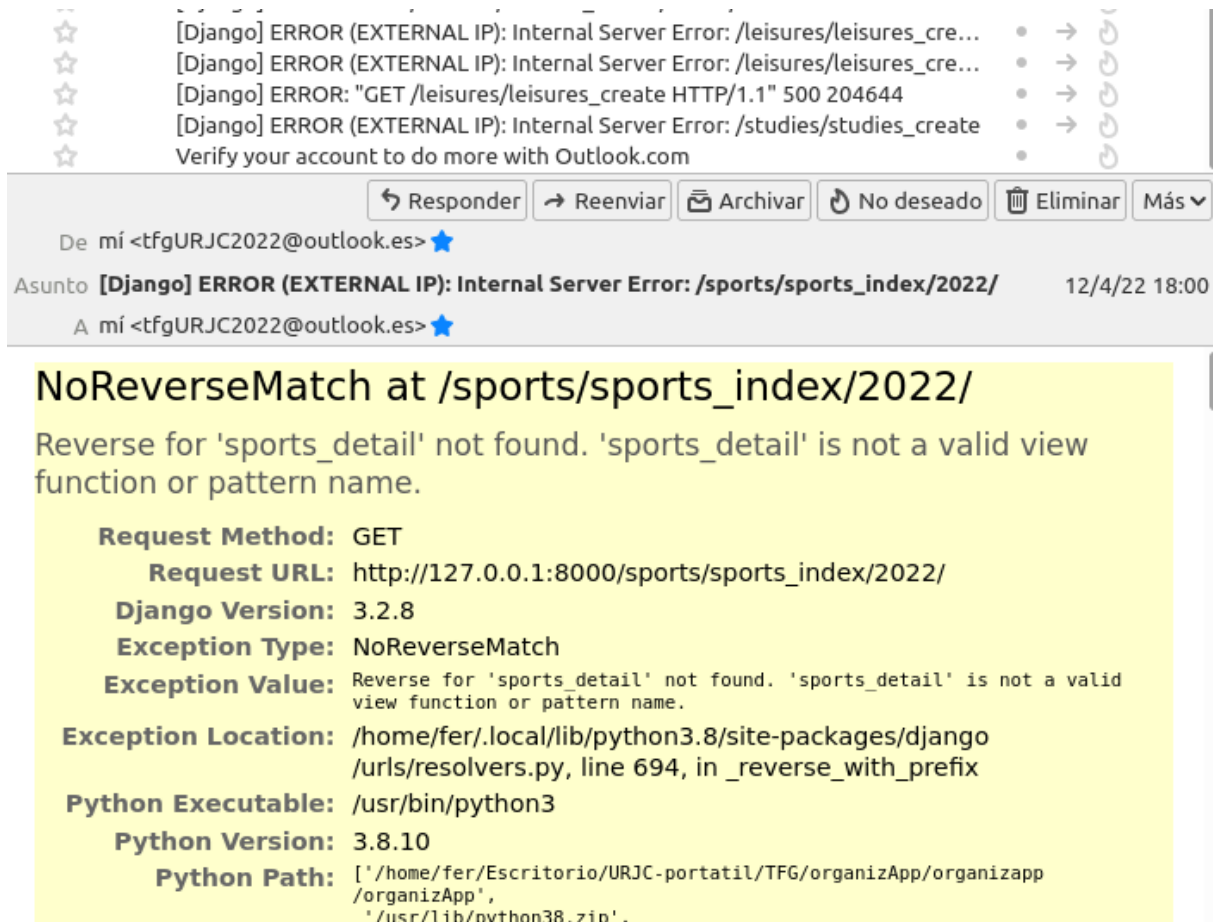 [Django] ERROR (EXTERNAL IP): Internal Server Error: /leisures/leisures_cre...
[Django] ERROR (EXTERNAL IP): Internal Server Error: /leisures/leisures_cre...
[Django] ERROR: "GET /leisures/leisures_create HTTP/1.1" 500 204644
[Django] ERROR (EXTERNAL IP): Internal Server Error: /studies/studies_create
Verify your account to do more with Outlook.com
Responder Reenviar Archivar No deseado Eliminar Más
De mí <tfgURJC2022@outlook.es>
Asunto [Django] ERROR (EXTERNAL IP): Internal Server Error: /sports/sports_index/2022/ 12/4/22 18:00
A mí <tfgURJC2022@outlook.es>
NoReverseMatch at /sports/sports_index/2022/
Reverse for 'sports_detail' not found. 'sports_detail' is not a valid view
function or pattern name.
Request Method: GET
Request URL: http://127.0.0.1:8000/sports/sports_index/2022/
Django Version: 3.2.8
Exception Type: NoReverseMatch
Exception Value: Reverse for 'sports_detail' not found. 'sports_detail' is not a valid
view function or pattern name.
Exception Location: /home/fer/.local/lib/python3.8/site-packages/django
/urls/resolvers.py, line 694, in _reverse_with_prefix
Python Executable: /usr/bin/python3
Python Version: 3.8.10
Python Path: ['/home/fer/Escritorio/URJC-portatil/TFG/organizApp/organizapp
/organizApp',
'/usr/lib/python38.zip',